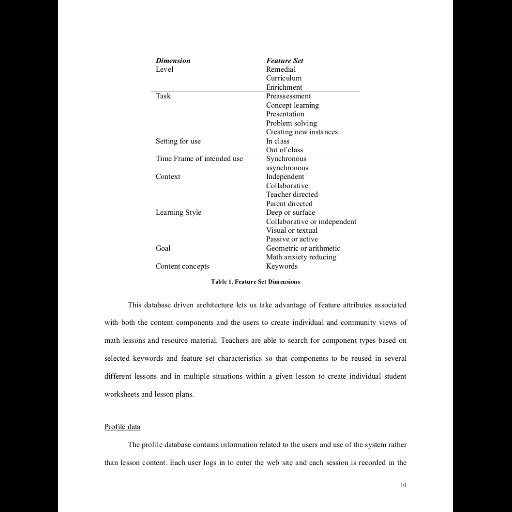 Dimension Feature Set
Level Remedial
Curriculum
Enrichment
Task Preassessment
Concept learning
Presentation
Problem solving
Creating new instances
Setting for use In class
Out of class
Time Frame of intended use Synchronous
asynchronous
Context Independent
Collaborative
Teacher directed
Parent directed
Learning Style Deep or surface
Collaborative or independent
Visual or textual
Passive or active
Goal Geometric or arithmetic
Math anxiety reducing
Content concepts Keywords
Table 1. Feature Set Dimensions
This database driven architecture lets us take advantage of feature attributes associated
with both the content components and the users to create individual and community views of
math lessons and resource material. Teachers are able to search for component types based on
selected keywords and feature set characteristics so that components to be reused in several
different lessons and in multiple situations within a given lesson to create individual student
worksheets and lesson plans.
Profile data
The profile database contains information related to the users and use of the system rather
than lesson content. Each user logs in to enter the web site and each session is recorded in the
10